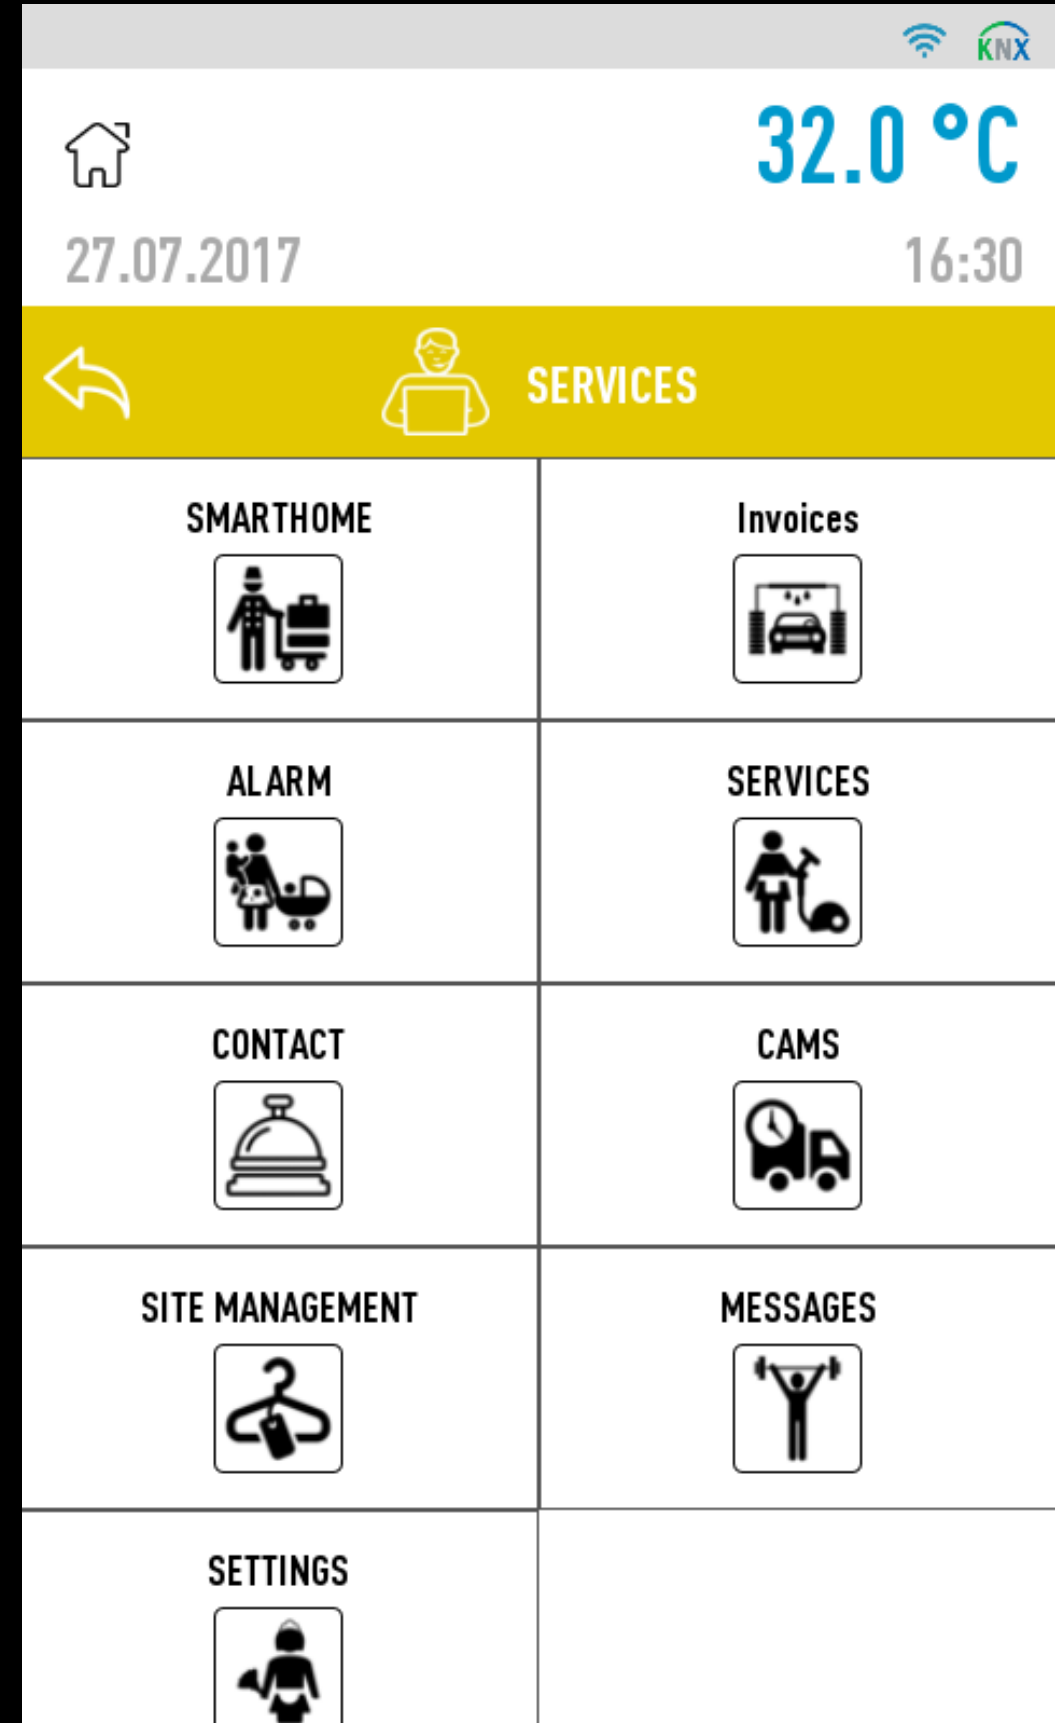 KNX
32.0 °C
27.07.2017
16:30
SERVICES
SMARTHOME
Invoices
ALARM
SERVICES
CONTACT
CAMS
SITE MANAGEMENT
MESSAGES
SETTINGS